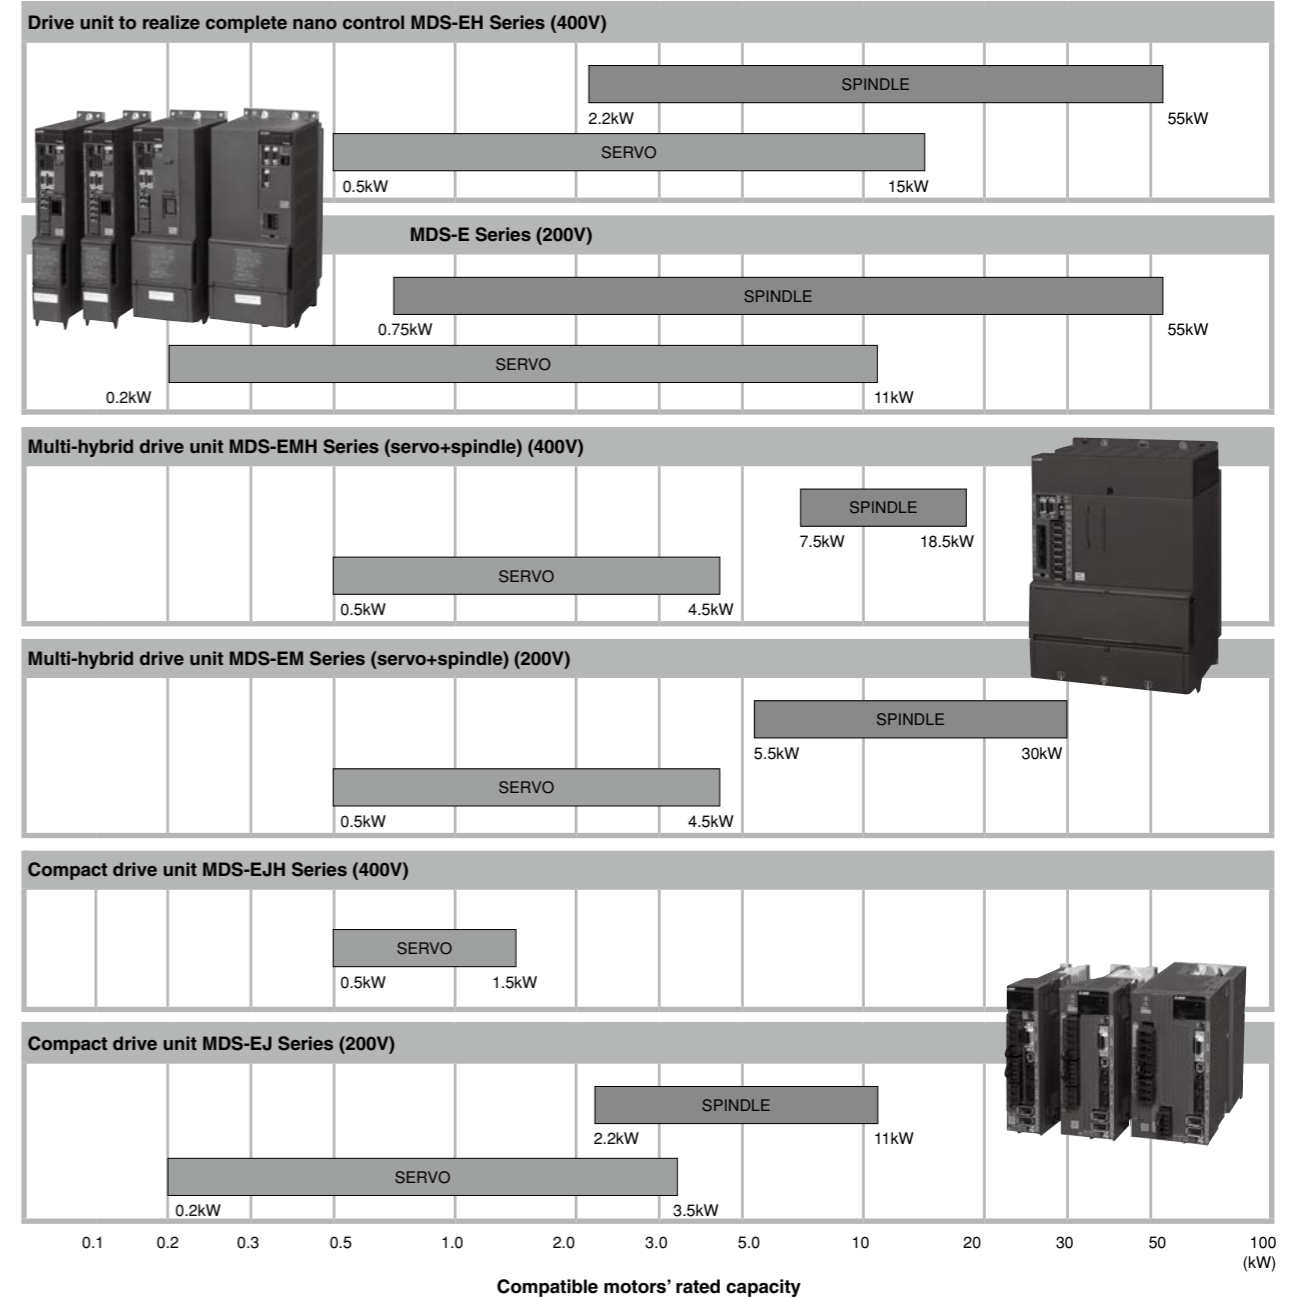 Drive unit to realize complete nano control MDS-EH Series (400V)
SPINDLE
2.2kW 55kW
SERVO
0.5kW 15kW
MDS-E Series (200V)
SPINDLE
0.75kW 55kW
SERVO
0.2kW 11kW
Multi-hybrid drive unit MDS-EMH Series (servo+spindle) (400V)
SPINDLE
7.5kW 18.5kW
SERVO
0.5kW 4.5kW
Multi-hybrid drive unit MDS-EM Series (servo+spindle) (200V)
SPINDLE
5.5kW 30kW
SERVO
0.5kW 4.5kW
Compact drive unit MDS-EJH Series (400V)
SERVO
0.5kW 1.5kW
Compact drive unit MDS-EJ Series (200V)
SPINDLE
2.2kW 11kW
SERVO
0.2kW 3.5kW
0.1 0.2 0.3 0.5 1.0 2.0 3.0 5.0 10 20 30 50 100
(kW)
Compatible motors' rated capacity